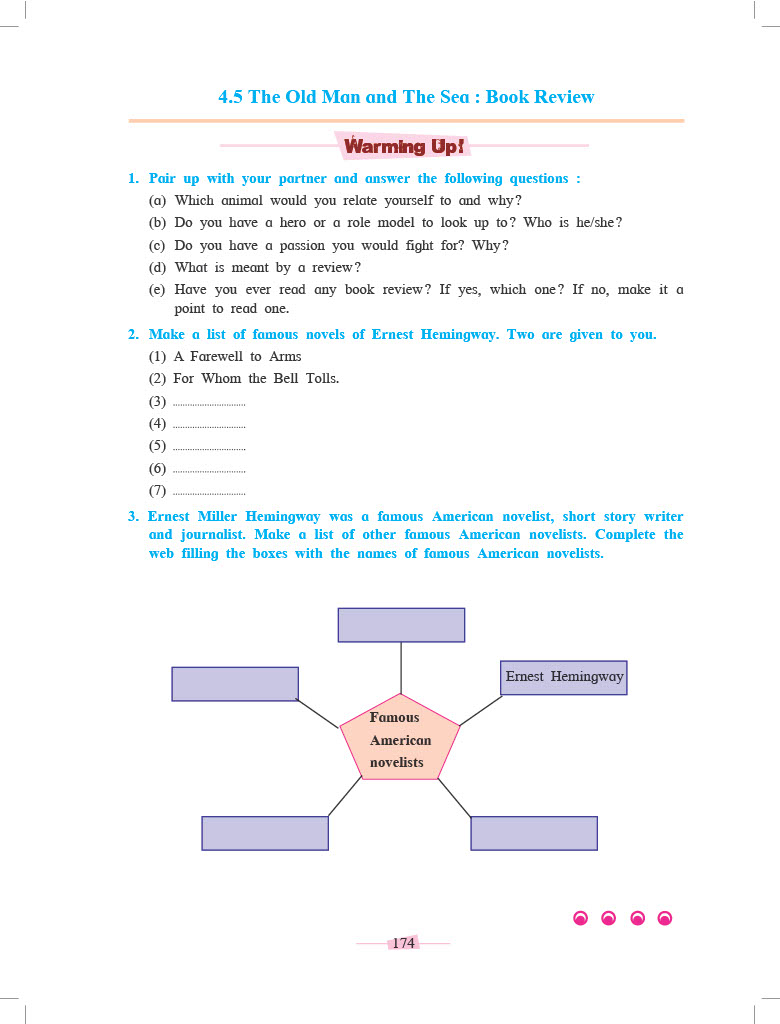 4.5 The Old Man and The Sea : Book Review
Warming Up!
1. Pair up with your partner and answer the following questions :
(a) Which animal would you relate yourself to and why?
(b) Do you have a hero or a role model to look up to? Who is he/she?
(c) Do you have a passion you would fight for? Why?
(d) What is meant by a review?
(e) Have you ever read any book review? If yes, which one? If no, make it a
point to read one.
2. Make a list of famous novels of Ernest Hemingway. Two are given to you.
(1) A Farewell to Arms
(2) For Whom the Bell Tolls.
(3) ..............................
(4) ..............................
(5) ..............................
(6) ..............................
(7) ..............................
3. Ernest Miller Hemingway was a famous American novelist, short story writer
and journalist. Make a list of other famous American novelists. Complete the
web filling the boxes with the names of famous American novelists.
Ernest Hemingway
Famous
American
novelists
174